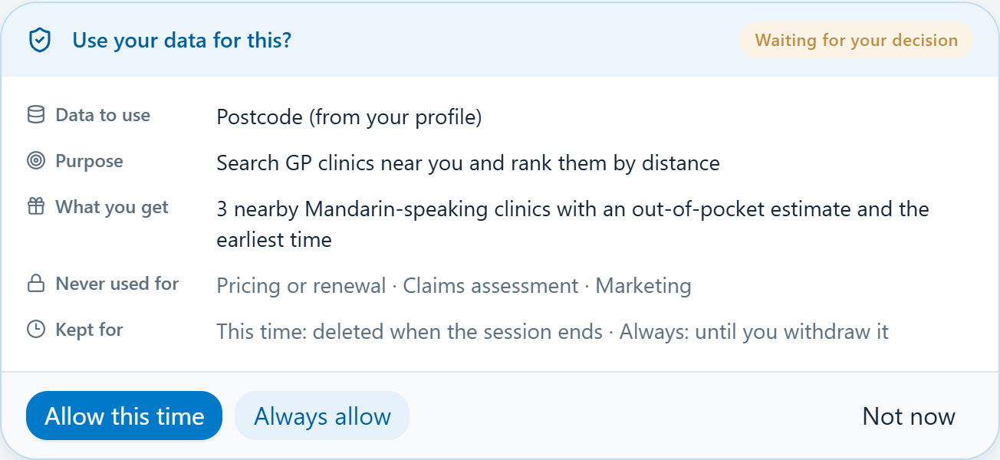 Use your data for this?
Waiting for your decision
Data to use
Postcode (from your profile)
Purpose
Search GP clinics near you and rank them by distance
What you get
3 nearby Mandarin-speaking clinics with an out-of-pocket estimate and the
earliest time
Never used for
Pricing or renewal · Claims assessment · Marketing
Kept for
This time: deleted when the session ends · Always: until you withdraw it
Allow this time
Always allow
Not now